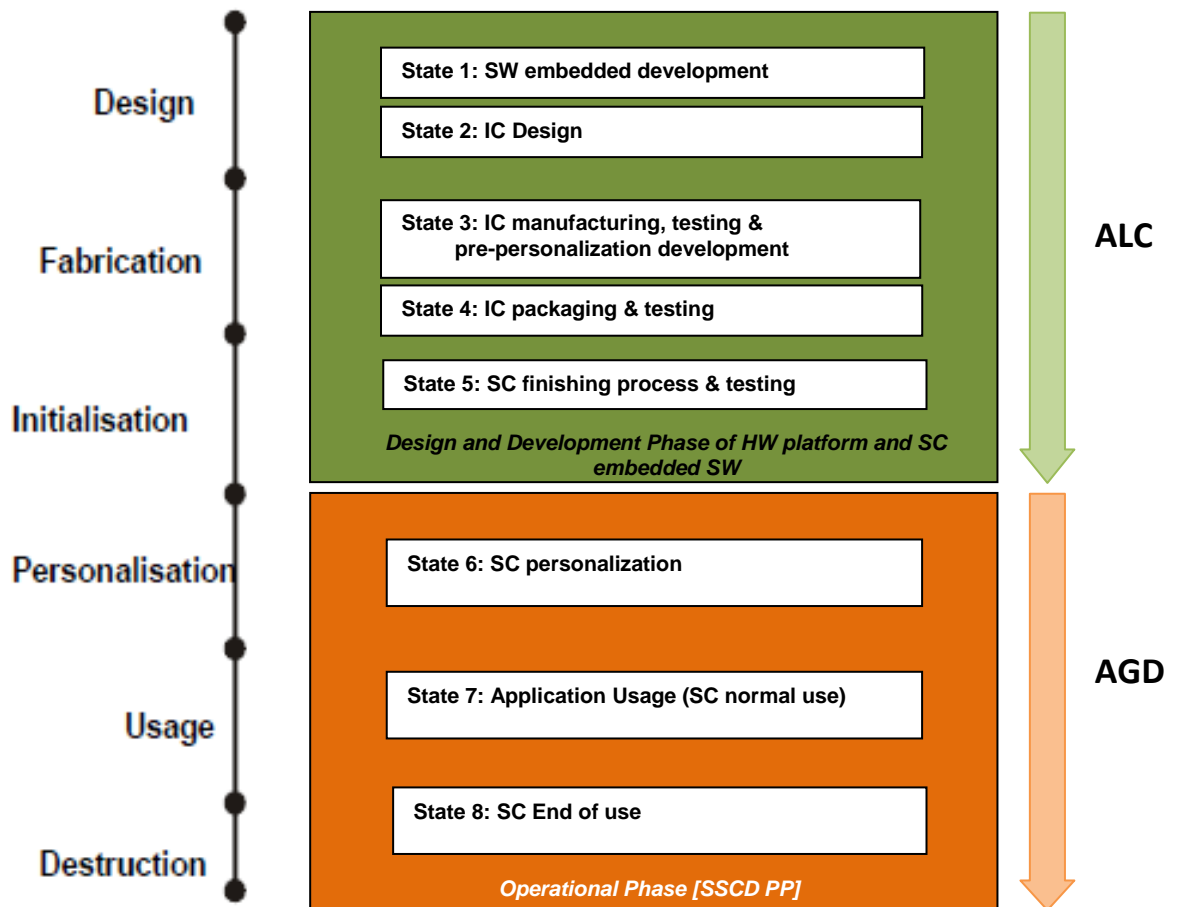 Design
Fabrication
Initialisation
Personalisation
Usage
Destruction
State 1: SW embedded development
State 2: IC Design
State 3: IC manufacturing, testing &
pre-personalization development
State 4: IC packaging & testing
State 5: SC finishing process & testing
Design and Development Phase of HW platform and SC
embedded SW
State 6: SC personalization
State 7: Application Usage (SC normal use)
State 8: SC End of use
Operational Phase [SSCD PP]
ALC
AGD